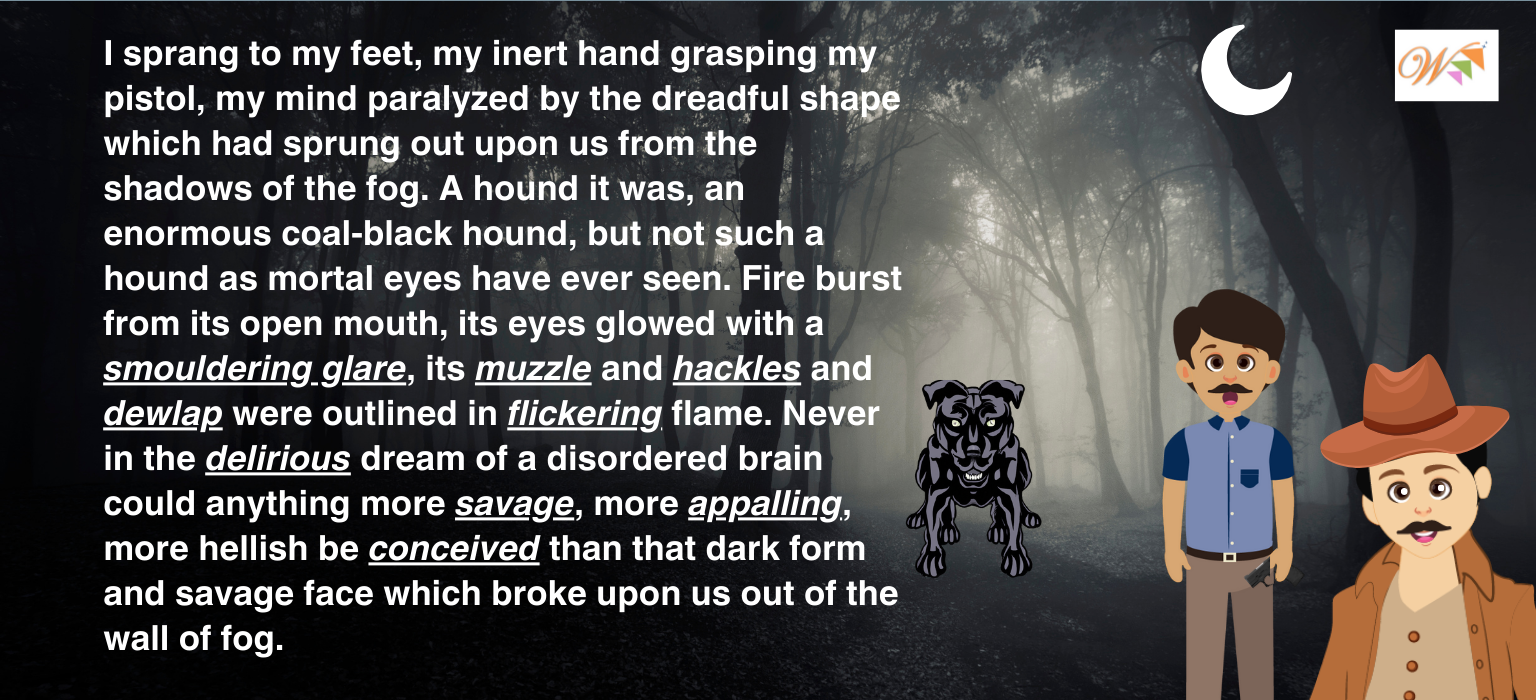 I sprang to my feet, my inert hand grasping my
pistol, my mind paralyzed by the dreadful shape
which had sprung out upon us from the
shadows of the fog. A hound it was, an
enormous coal-black hound, but not such a
hound as mortal eyes have ever seen. Fire burst
from its open mouth, its eyes glowed with a
smouldering glare, its muzzle and hackles and
dewlap were outlined in flickering flame. Never
in the delirious dream of a disordered brain
could anything more savage, more appalling,
more hellish be conceived than that dark form
and savage face which broke upon us out of the
wall of fog.
W